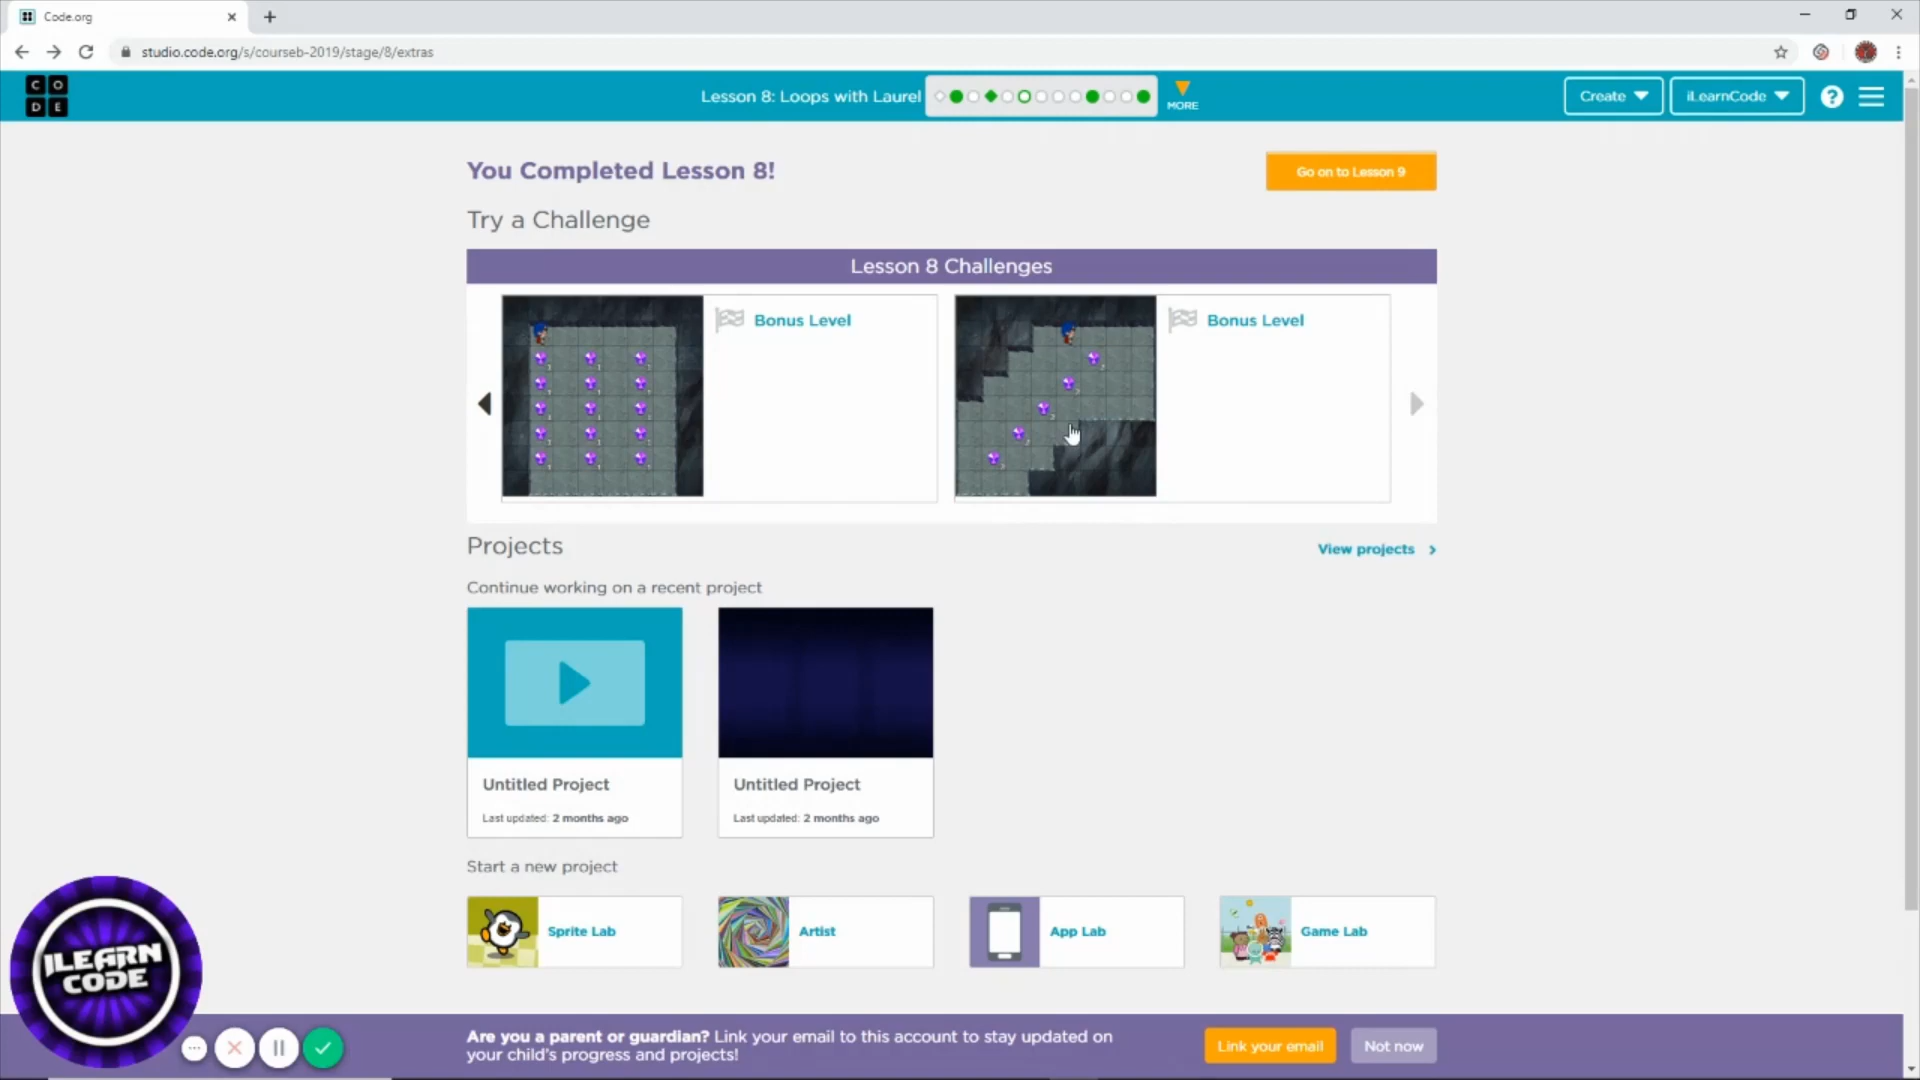 Code.org
studio.code.org/s/courseb-2019/stage/8/extras
CO
DE
Lesson 8: Loops with Laurel
MORE
Create
iLearnCode
?
You Completed Lesson 8!
Go on to Lesson 9
Try a Challenge
Lesson 8 Challenges
Bonus Level
Bonus Level
Projects
View projects
Continue working on a recent project
Untitled Project
Last updated: 2 months ago
Untitled Project
Last updated: 2 months ago
Start a new project
Sprite Lab
Artist
App Lab
Game Lab
ILEARN
CODE
Are you a parent or guardian? Link your email to this account to stay updated on
your child's progress and projects!
Link your email
Not now